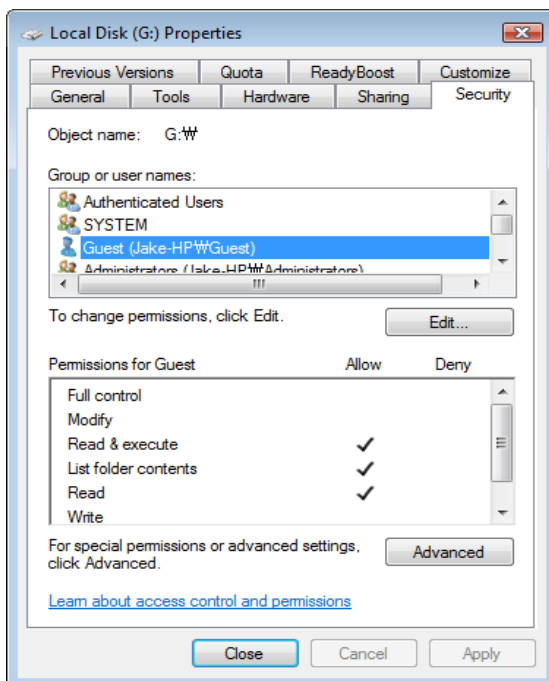 Local Disk (G:) Properties
Previous Versions Quota ReadyBoost Customize
General Tools Hardware Sharing Security
Object name: G:₩
Group or user names:
Authenticated Users
SYSTEM
Guest (Jake-HP₩Guest)
Administrators (Jake-HP₩Administrators)
To change permissions, click Edit.
Edit...
Permissions for Guest Allow Deny
Full control
Modify
Read & execute
List folder contents
Read
Write
For special permissions or advanced settings,
click Advanced.
Advanced
Learn about access control and permissions
Close Cancel Apply